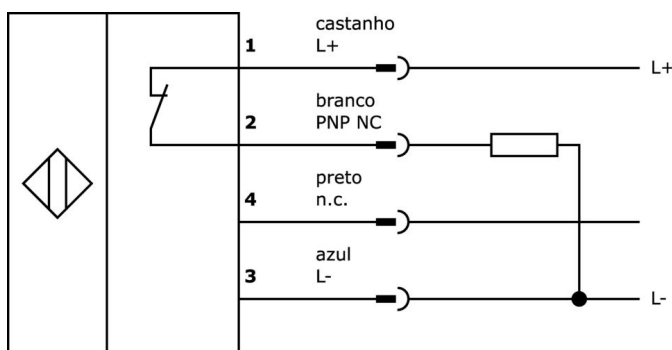 castanho
1 L+ L+
branco
2 PNP NC
preto
4 n.c.
azul
3 L- L-